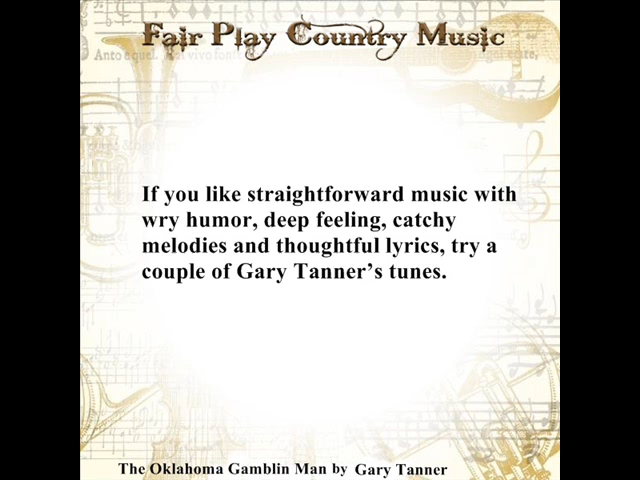 Fair Play Country Music
If you like straightforward music with
wry humor, deep feeling, catchy
melodies and thoughtful lyrics, try a
couple of Gary Tanner’s tunes.
The Oklahoma Gamblin Man by Gary Tanner